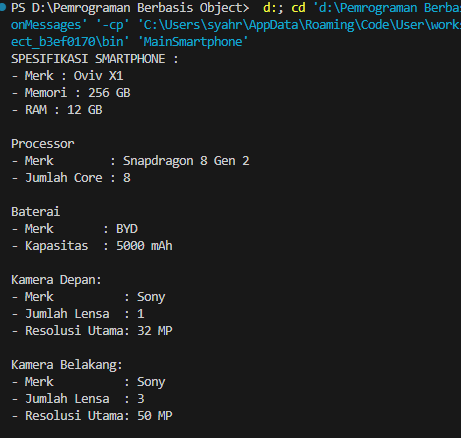 PS D:\Pemrograman Berbasis Object>  d:; cd 'd:\Pemrograman Berbas
onMessages' '-cp' 'C:\Users\syahr\AppData\Roaming\Code\User\works
ect_b3ef0170\bin' 'MainSmartphone'
SPESIFIKASI SMARTPHONE :
- Merk : Oviv X1
- Memori : 256 GB
- RAM : 12 GB

Processor
- Merk        : Snapdragon 8 Gen 2
- Jumlah Core : 8

Baterai
- Merk       : BYD
- Kapasitas  : 5000 mAh

Kamera Depan:
- Merk          : Sony
- Jumlah Lensa  : 1
- Resolusi Utama: 32 MP

Kamera Belakang:
- Merk          : Sony
- Jumlah Lensa  : 3
- Resolusi Utama: 50 MP